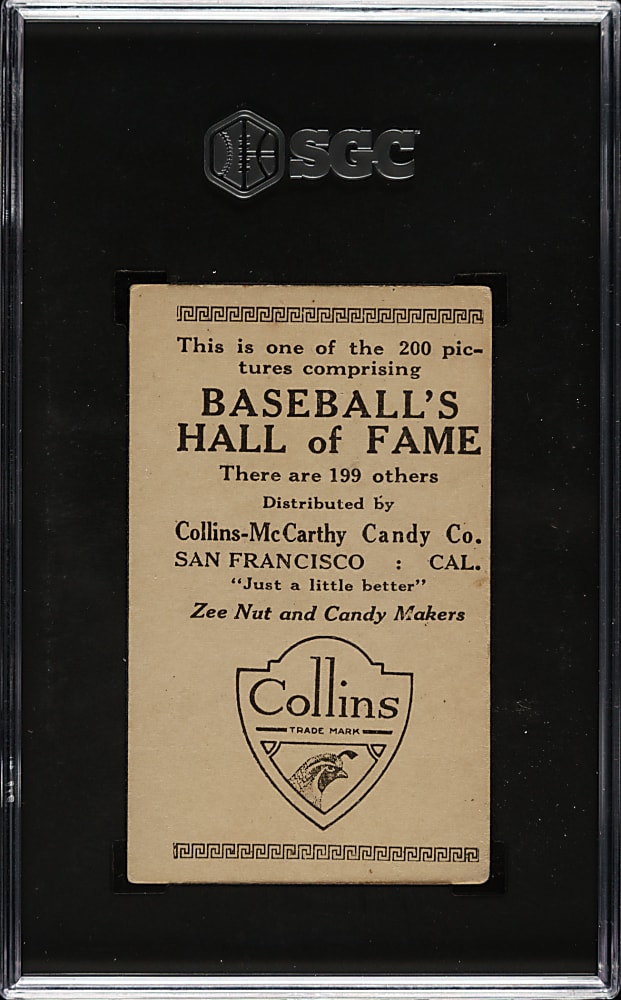 SGC
This is one of the 200 pic-
tures comprising
BASEBALL'S
HALL of FAME
There are 199 others
Distributed by
Collins-McCarthy Candy Co.
SAN FRANCISCO : CAL.
"Just a little better"
Zee Nut and Candy Makers
Collins
TRADE MARK